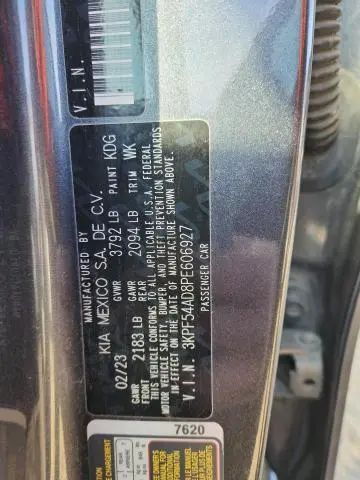 MANUFACTURED BY
KIA MEXICO S.A. DE C.V.
02/23 GVWR 3792 LB PAINT KDG
GAWR FRONT 2183 LB GAWR REAR 2094 LB TRIM WK
THIS VEHICLE CONFORMS TO ALL APPLICABLE U.S.A. FEDERAL
MOTOR VEHICLE SAFETY, BUMPER, AND THEFT PREVENTION STANDARDS
IN EFFECT ON THE DATE OF MANUFACTURE SHOWN ABOVE.
V.I.N. 3KPF54AD8PE606927
PASSENGER CAR
V.I.N.
7620